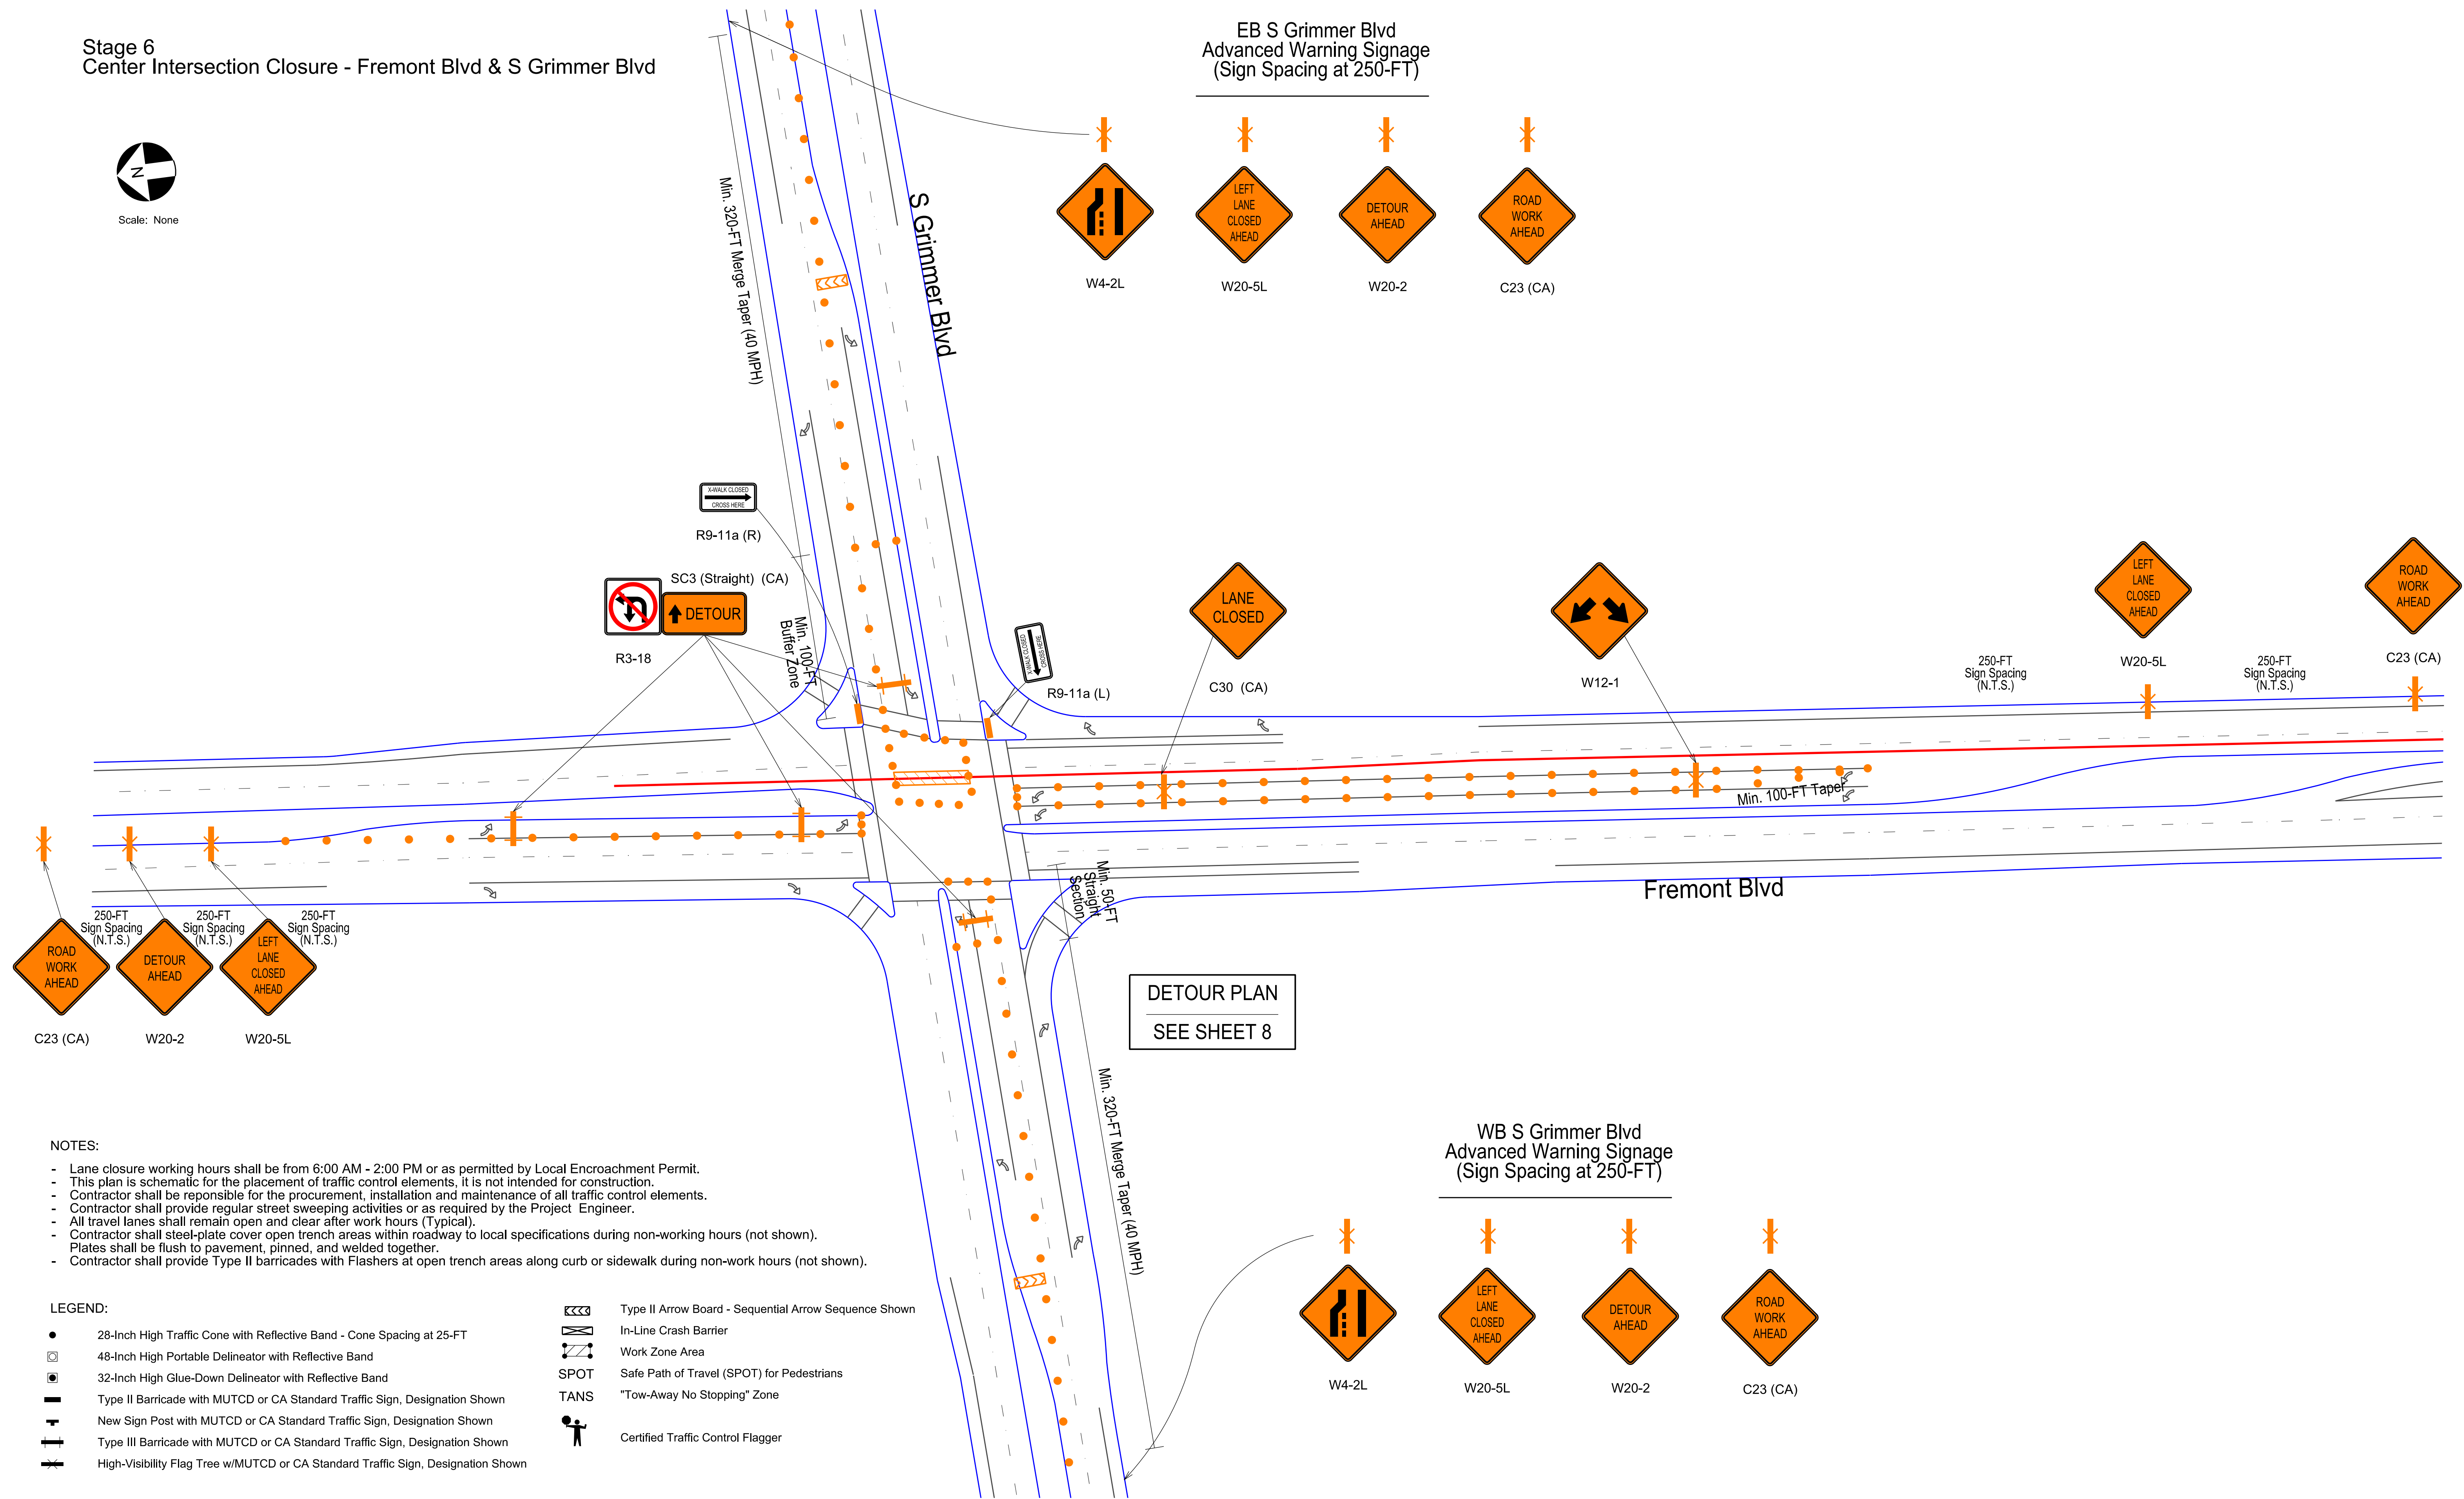 Stage 6
Center Intersection Closure - Fremont Blvd & S Grimmer Blvd
N
Scale:  None
EB S Grimmer Blvd
Advanced Warning Signage
(Sign Spacing at 250-FT)
W4-2L
LEFT
LANE
CLOSED
AHEAD
W20-5L
DETOUR
AHEAD
W20-2
ROAD
WORK
AHEAD
C23 (CA)
Min. 320-FT Merge Taper (40 MPH)
S Grimmer Blvd
X-WALK CLOSED
CROSS HERE
R9-11a (R)
SC3 (Straight)  (CA)
DETOUR
R3-18
Min. 100-FT
Buffer Zone
X-WALK CLOSED
CROSS HERE
R9-11a (L)
LANE
CLOSED
C30  (CA)
W12-1
250-FT
Sign Spacing
(N.T.S.)
LEFT
LANE
CLOSED
AHEAD
W20-5L
250-FT
Sign Spacing
(N.T.S.)
ROAD
WORK
AHEAD
C23 (CA)
Min. 100-FT Taper
Fremont Blvd
Min. 50-FT
Straight
Section
250-FT
Sign Spacing
(N.T.S.)
250-FT
Sign Spacing
(N.T.S.)
250-FT
Sign Spacing
(N.T.S.)
ROAD
WORK
AHEAD
C23 (CA)
DETOUR
AHEAD
W20-2
LEFT
LANE
CLOSED
AHEAD
W20-5L
DETOUR PLAN
SEE SHEET 8
Min. 320-FT Merge Taper (40 MPH)
WB S Grimmer Blvd
Advanced Warning Signage
(Sign Spacing at 250-FT)
W4-2L
LEFT
LANE
CLOSED
AHEAD
W20-5L
DETOUR
AHEAD
W20-2
ROAD
WORK
AHEAD
C23 (CA)
NOTES:
- Lane closure working hours shall be from 6:00 AM - 2:00 PM or as permitted by Local Encroachment Permit.
- This plan is schematic for the placement of traffic control elements, it is not intended for construction.
- Contractor shall be reponsible for the procurement, installation and maintenance of all traffic control elements.
- Contractor shall provide regular street sweeping activities or as required by the Project  Engineer.
- All travel lanes shall remain open and clear after work hours (Typical).
- Contractor shall steel-plate cover open trench areas within roadway to local specifications during non-working hours (not shown).
Plates shall be flush to pavement, pinned, and welded together.
- Contractor shall provide Type II barricades with Flashers at open trench areas along curb or sidewalk during non-work hours (not shown).
LEGEND:
28-Inch High Traffic Cone with Reflective Band - Cone Spacing at 25-FT
48-Inch High Portable Delineator with Reflective Band
32-Inch High Glue-Down Delineator with Reflective Band
Type II Barricade with MUTCD or CA Standard Traffic Sign, Designation Shown
New Sign Post with MUTCD or CA Standard Traffic Sign, Designation Shown
Type III Barricade with MUTCD or CA Standard Traffic Sign, Designation Shown
High-Visibility Flag Tree w/MUTCD or CA Standard Traffic Sign, Designation Shown
Type II Arrow Board - Sequential Arrow Sequence Shown
In-Line Crash Barrier
Work Zone Area
SPOT Safe Path of Travel (SPOT) for Pedestrians
TANS "Tow-Away No Stopping" Zone
Certified Traffic Control Flagger